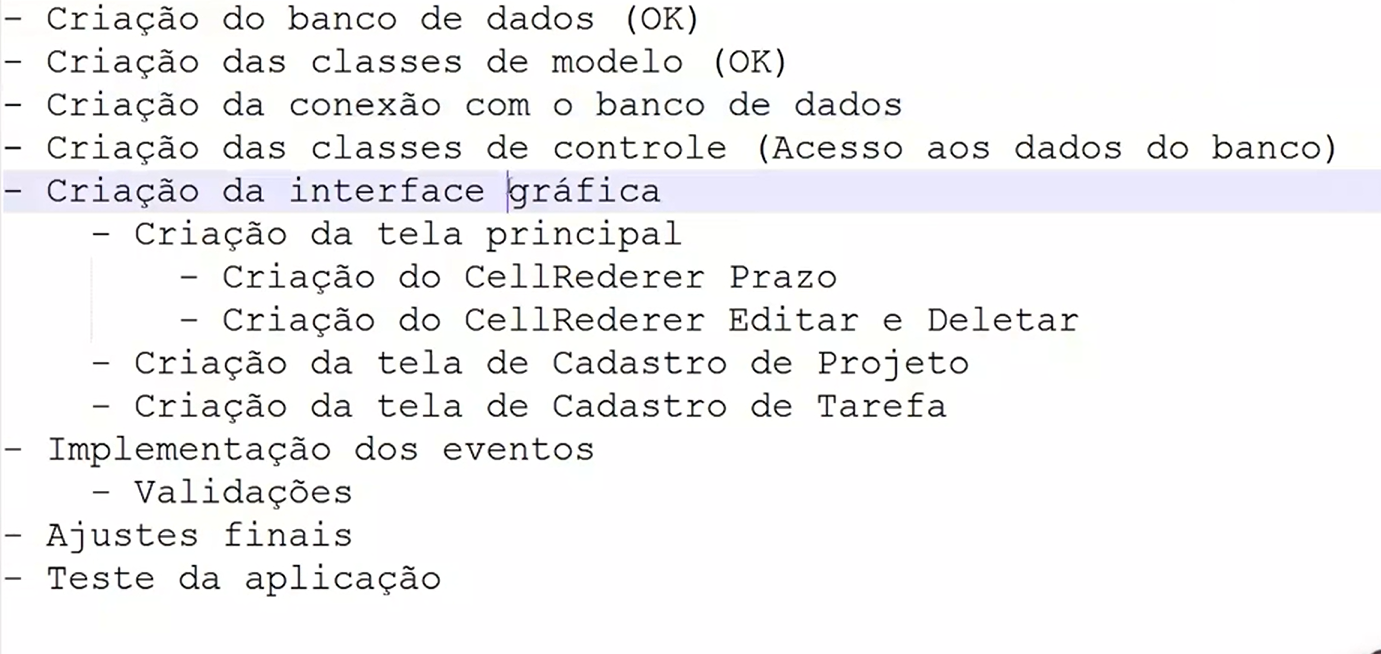 - Criação do banco de dados (OK)
- Criação das classes de modelo (OK)
- Criação da conexão com o banco de dados
- Criação das classes de controle (Acesso aos dados do banco)
- Criação da interface gráfica
- Criação da tela principal
- Criação do CellRederer Prazo
- Criação do CellRederer Editar e Deletar
- Criação da tela de Cadastro de Projeto
- Criação da tela de Cadastro de Tarefa
- Implementação dos eventos
- Validações
- Ajustes finais
- Teste da aplicação